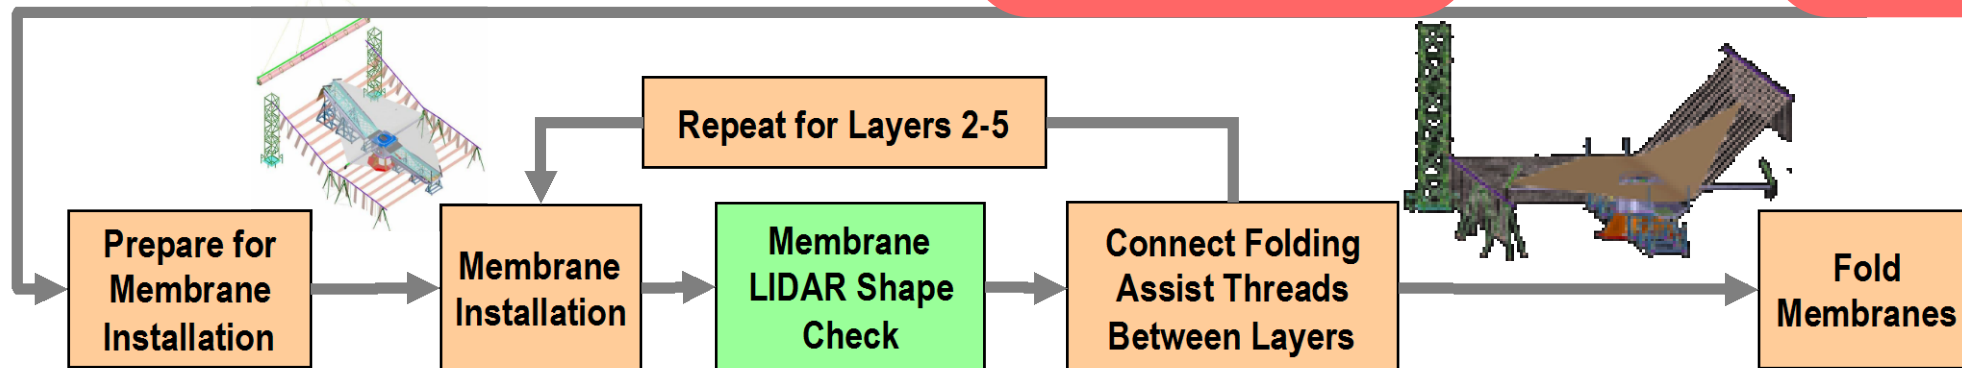 Repeat for Layers 2-5
Prepare for
Membrane
Installation
Membrane
Installation
Membrane
LIDAR Shape
Check
Connect Folding
Assist Threads
Between Layers
Fold
Membranes